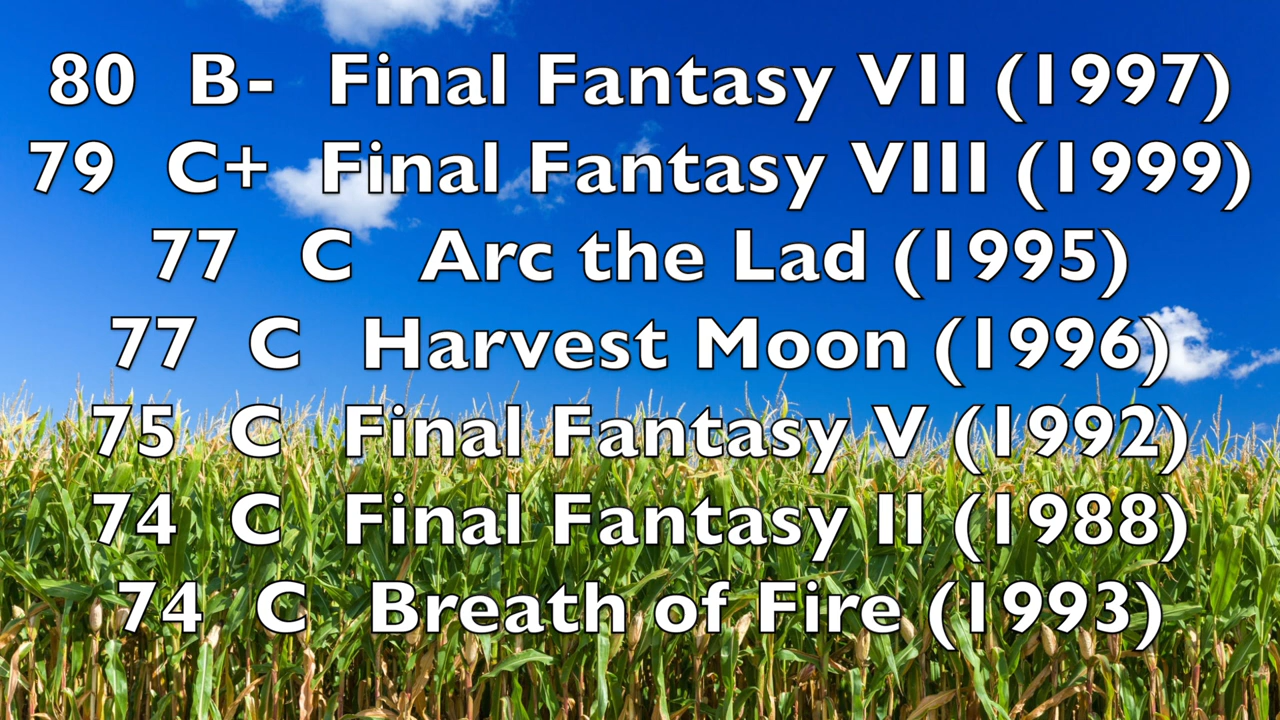 80 B- Final Fantasy VII (1997)
79 C+ Final Fantasy VIII (1999)
77 C Arc the Lad (1995)
77 C Harvest Moon (1996)
75 C Final Fantasy V (1992)
74 C Final Fantasy II (1988)
74 C Breath of Fire (1993)